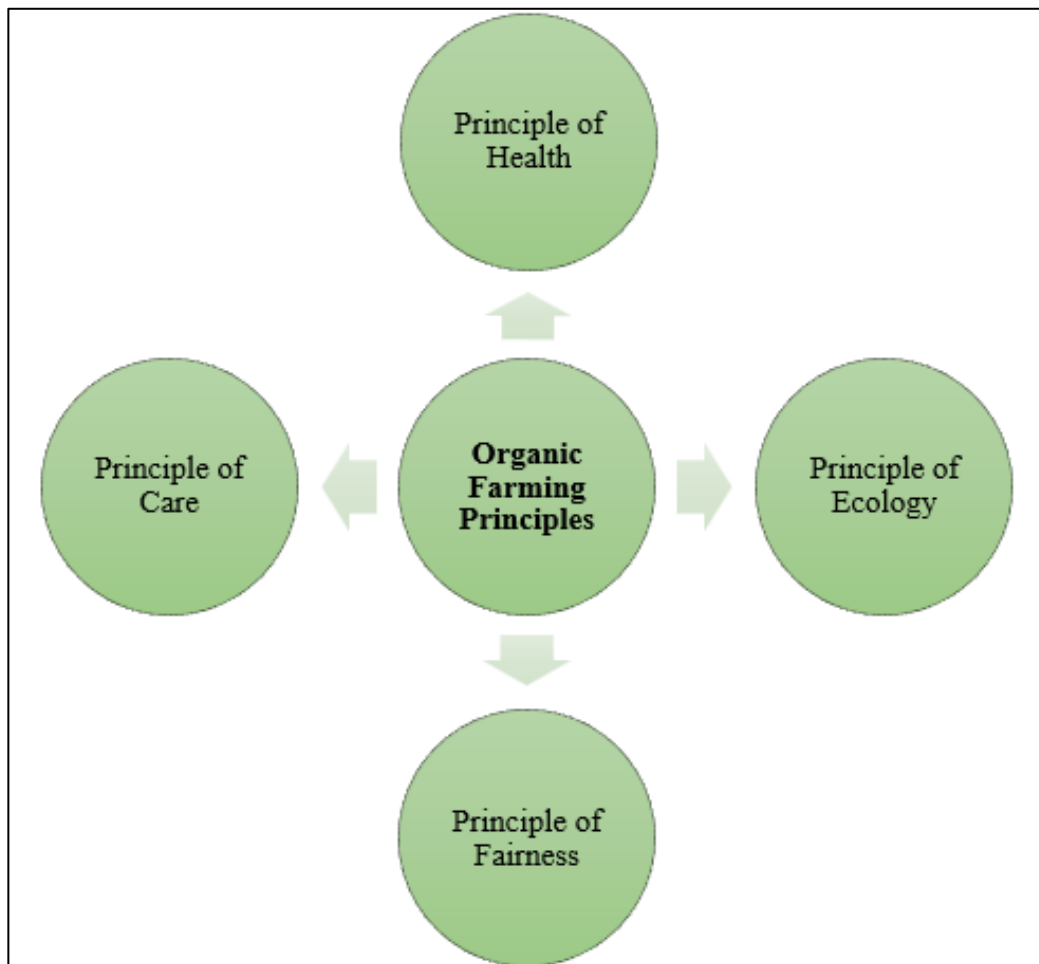 Principle of
Health
Principle of
Care
Organic
Farming
Principles
Principle of
Ecology
Principle of
Fairness